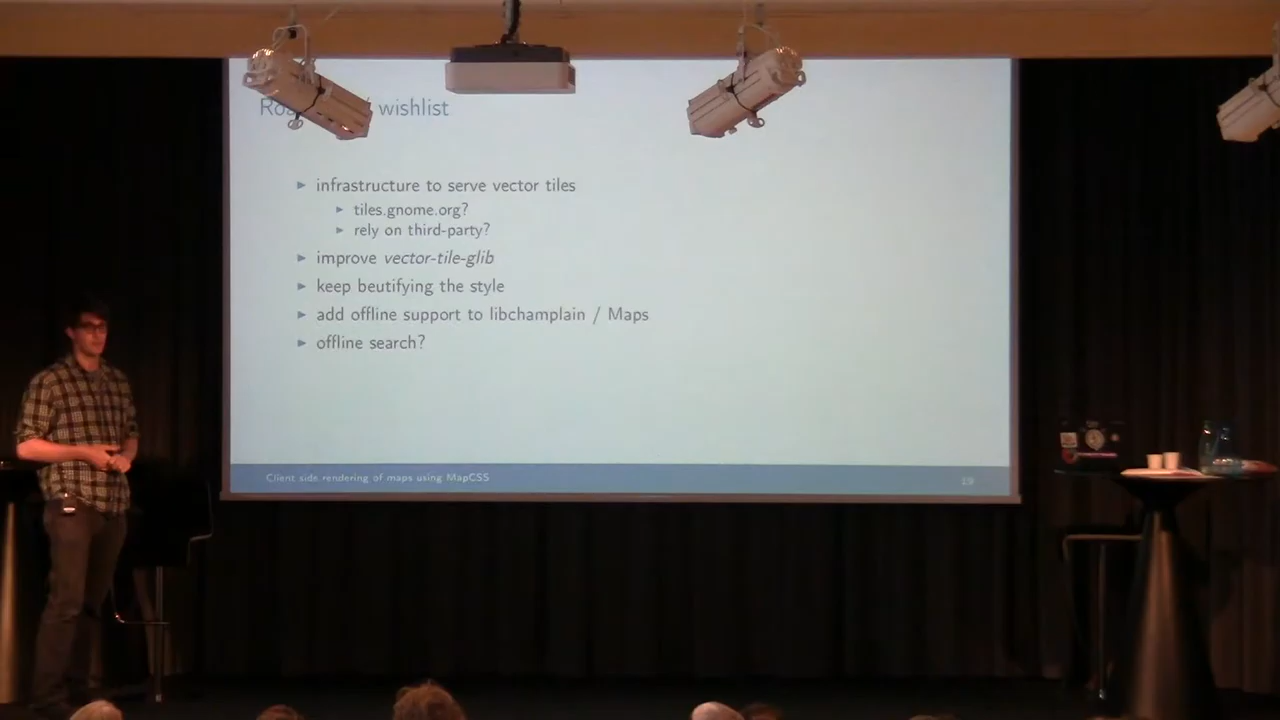 wishlist
infrastructure to serve vector tiles
tiles.gnome.org?
rely on third-party?
improve vector-tile-glib
keep beutifying the style
add offline support to libchamplain / Maps
offline search?
Client side rendering of maps using MapCSS
19